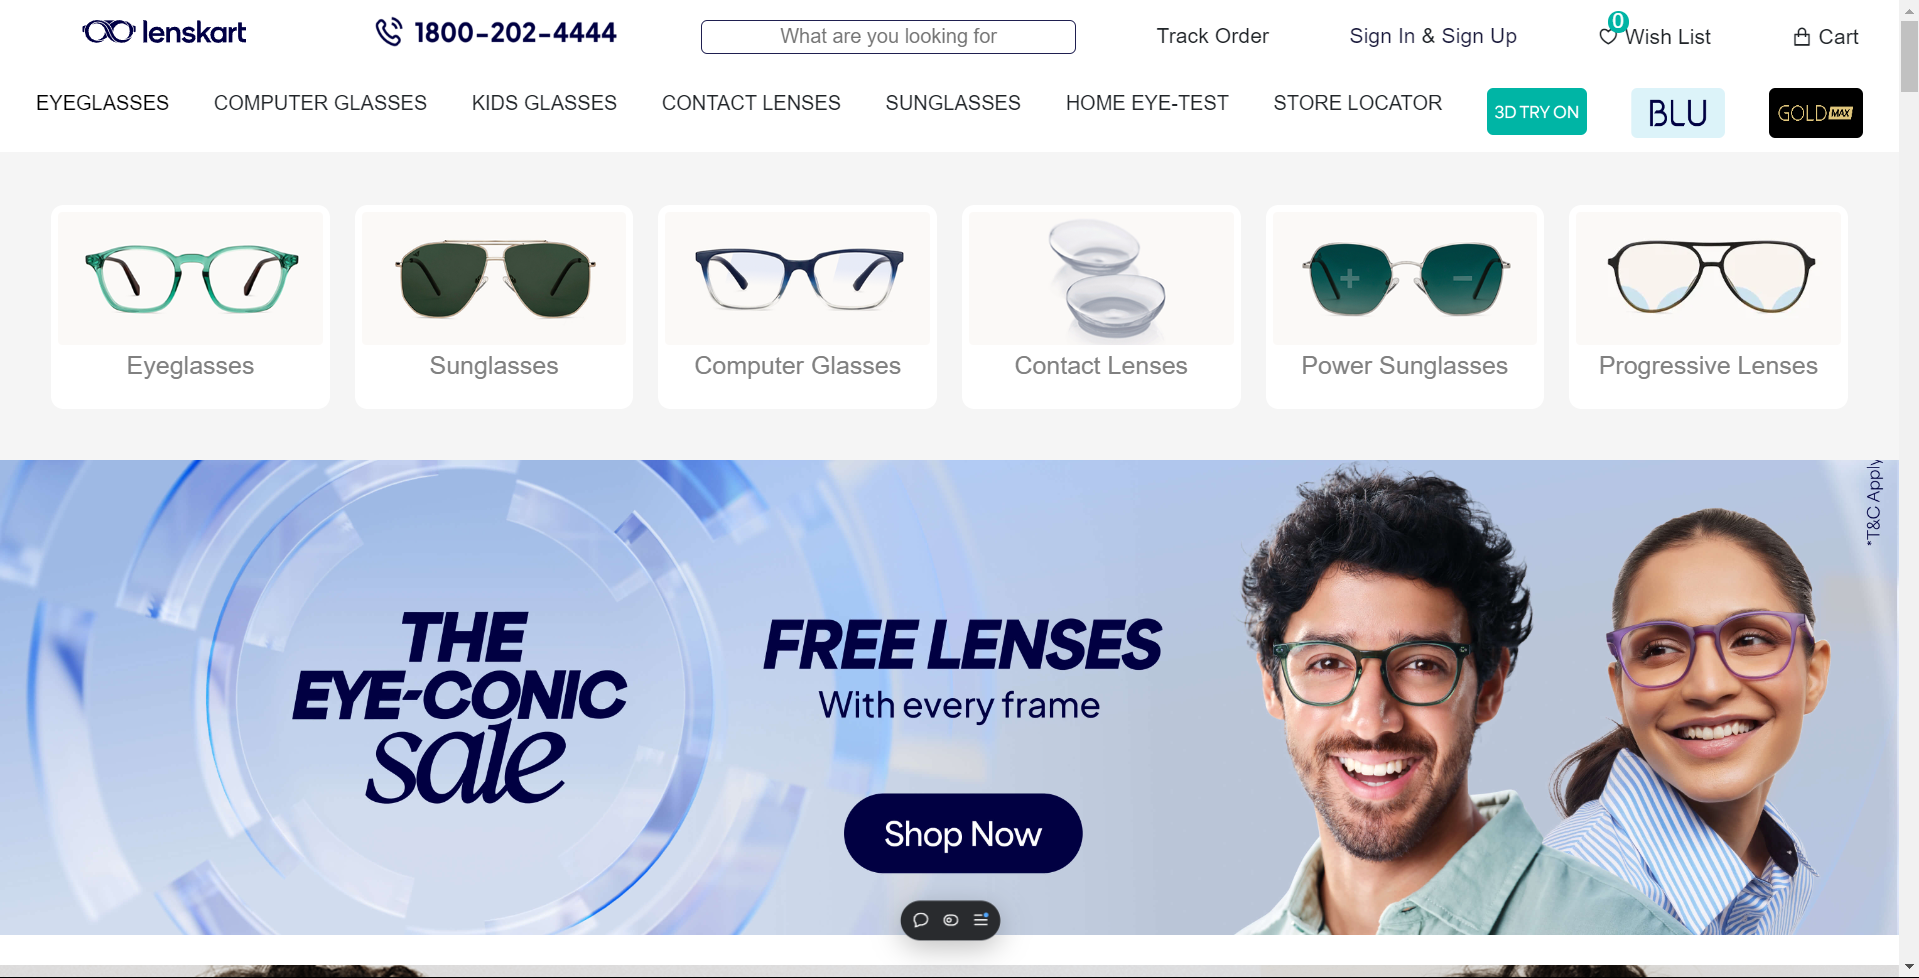 lenskart
1800-202-4444
What are you looking for
Track Order
Sign In & Sign Up
0
Wish List
Cart
EYEGLASSES
COMPUTER GLASSES
KIDS GLASSES
CONTACT LENSES
SUNGLASSES
HOME EYE-TEST
STORE LOCATOR
3D TRY ON
BLU
GOLD MAX
Eyeglasses
Sunglasses
Computer Glasses
Contact Lenses
Power Sunglasses
Progressive Lenses
THE
EYE-CONIC
sale
FREE LENSES
With every frame
Shop Now
*T&C Apply